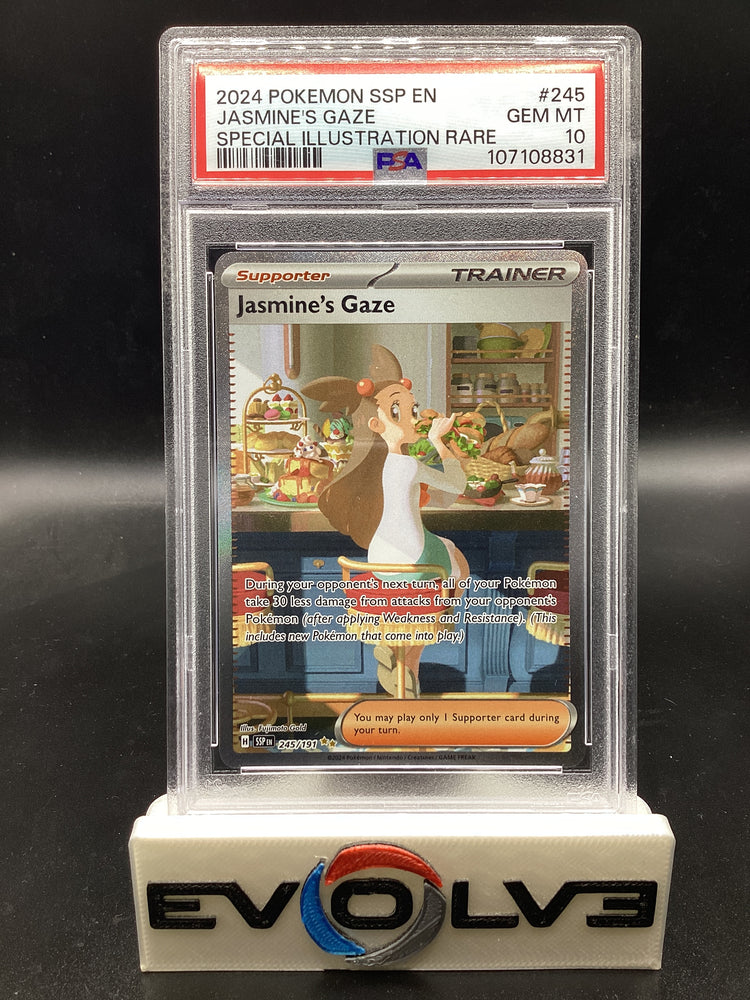 2024 POKEMON SSP EN #245
JASMINE'S GAZE GEM MT
SPECIAL ILLUSTRATION RARE 10
PSA 107108831
Supporter TRAINER
Jasmine's Gaze
During your opponent's next turn, all of your Pokémon
take 30 less damage from attacks from your opponent's
Pokémon (after applying Weakness and Resistance). (This
includes new Pokémon that come into play.)
You may play only 1 Supporter card during
your turn.
Illus. Fujimoto Gold
H SSP EN 245/191
©2024 Pokémon / Nintendo / Creatures / GAME FREAK
EVOLVE